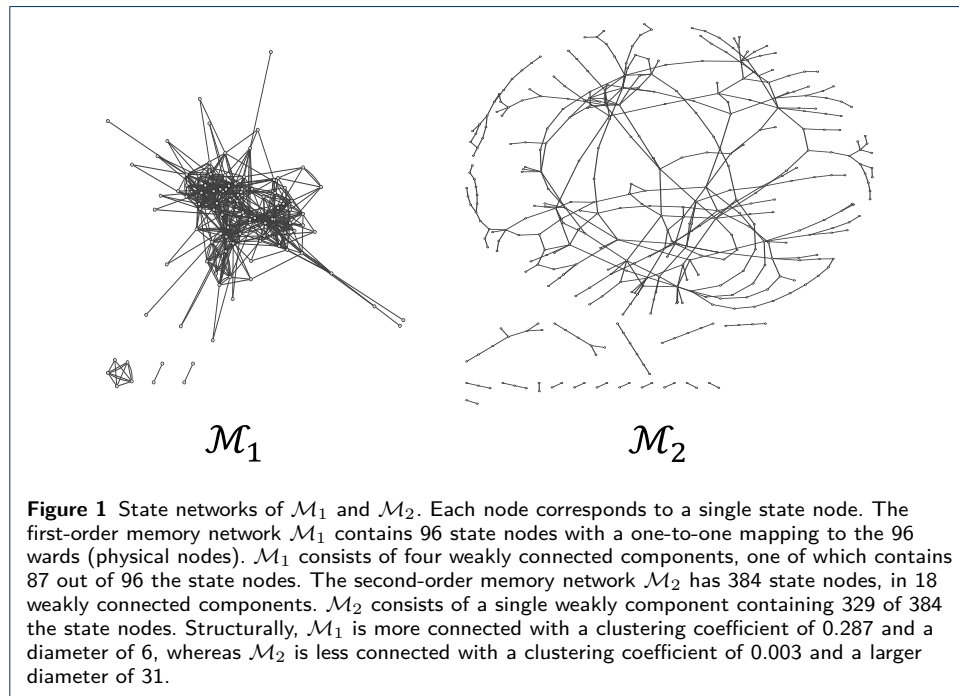 ℳ₁ ℳ₂
Figure 1 State networks of ℳ₁ and ℳ₂. Each node corresponds to a single state node. The
first-order memory network ℳ₁ contains 96 state nodes with a one-to-one mapping to the 96
wards (physical nodes). ℳ₁ consists of four weakly connected components, one of which contains
87 out of 96 the state nodes. The second-order memory network ℳ₂ has 384 state nodes, in 18
weakly connected components. ℳ₂ consists of a single weakly component containing 329 of 384
the state nodes. Structurally, ℳ₁ is more connected with a clustering coefficient of 0.287 and a
diameter of 6, whereas ℳ₂ is less connected with a clustering coefficient of 0.003 and a larger
diameter of 31.